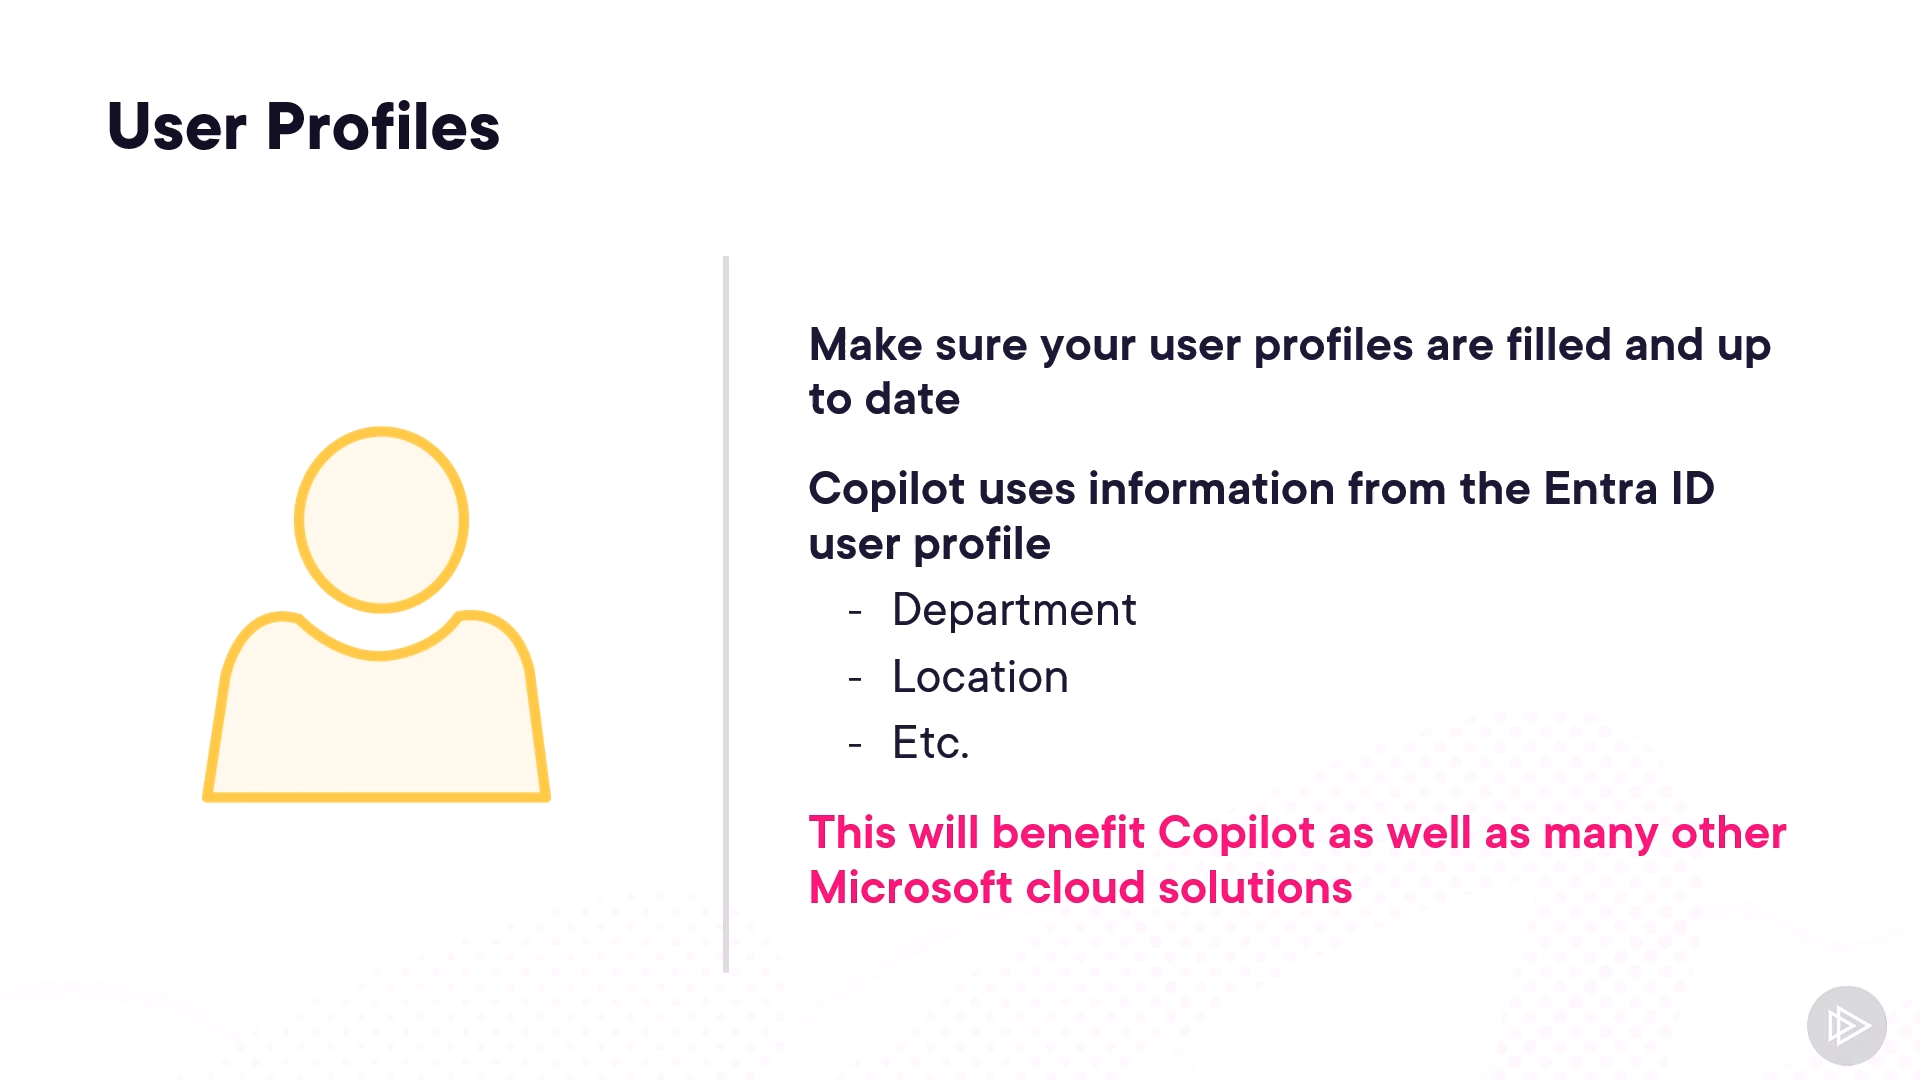 User Profiles
Make sure your user profiles are filled and up
to date
Copilot uses information from the Entra ID
user profile
- Department
- Location
- Etc.
This will benefit Copilot as well as many other
Microsoft cloud solutions